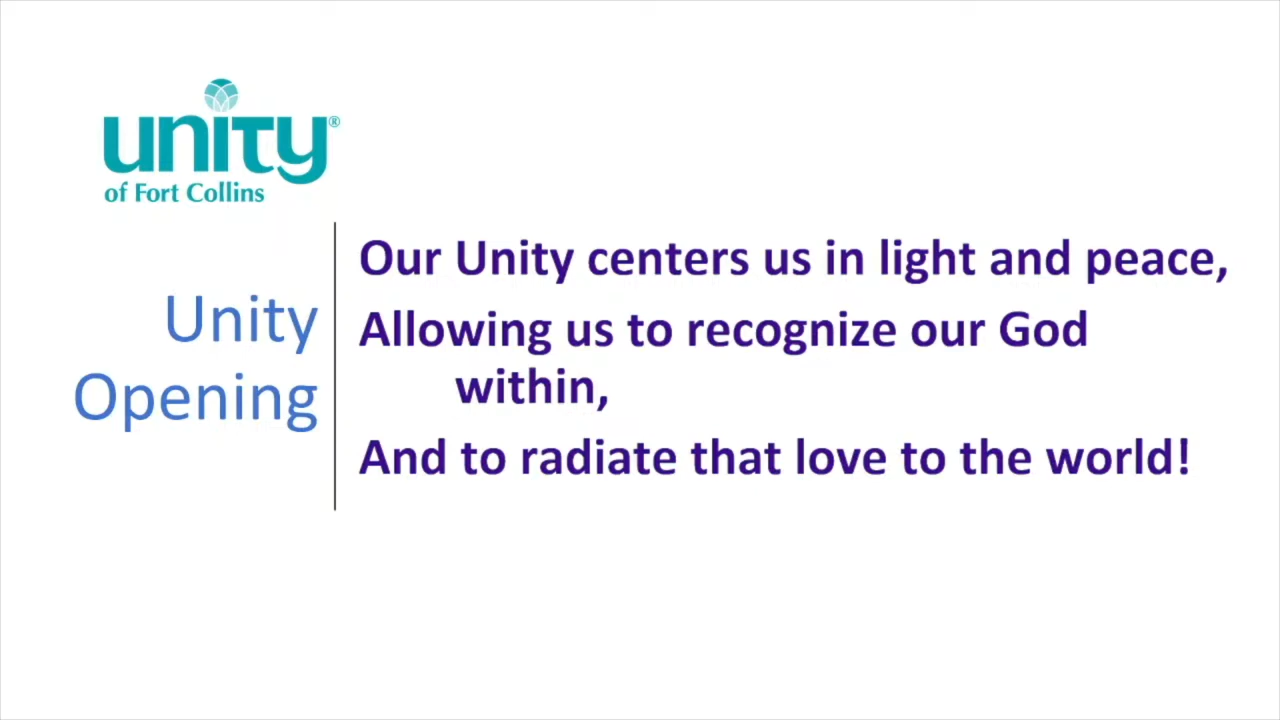 unity®
of Fort Collins
Unity
Opening
Our Unity centers us in light and peace,
Allowing us to recognize our God
within,
And to radiate that love to the world!